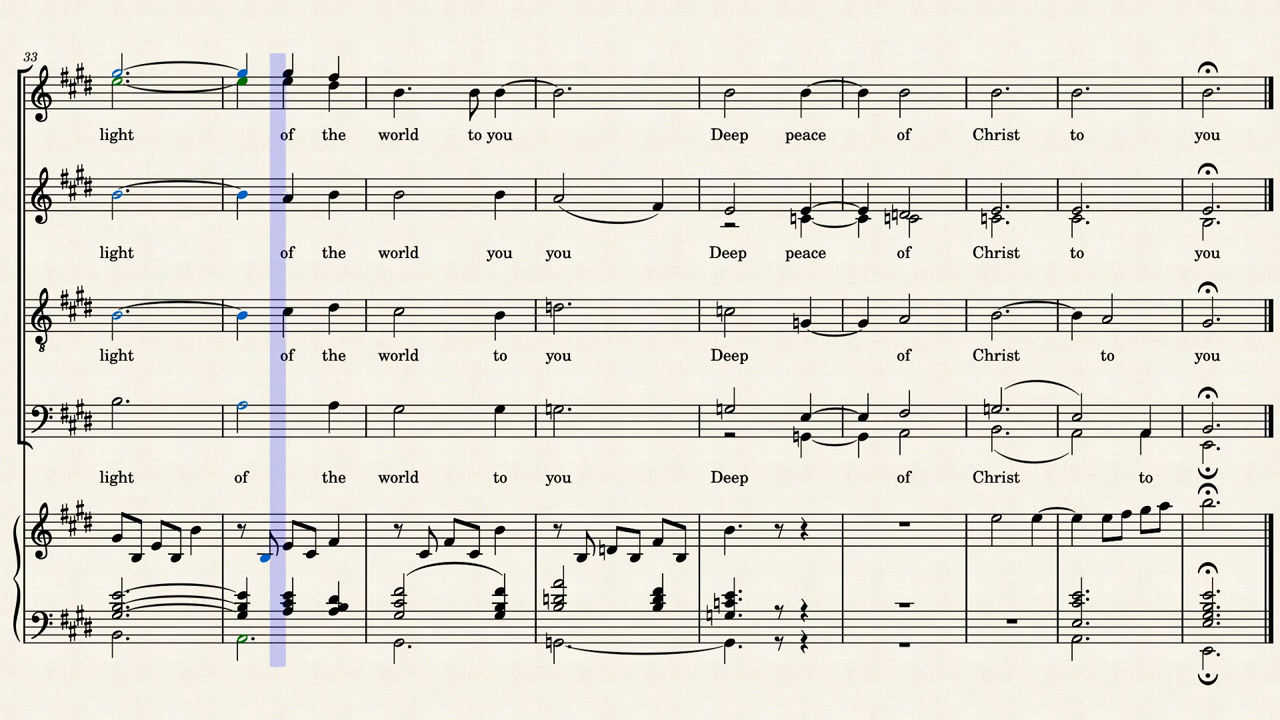 33
light of the world to you Deep peace of Christ to you
light of the world you you Deep peace of Christ to you
8
light of the world to you Deep of Christ to you
light of the world to you Deep of Christ to